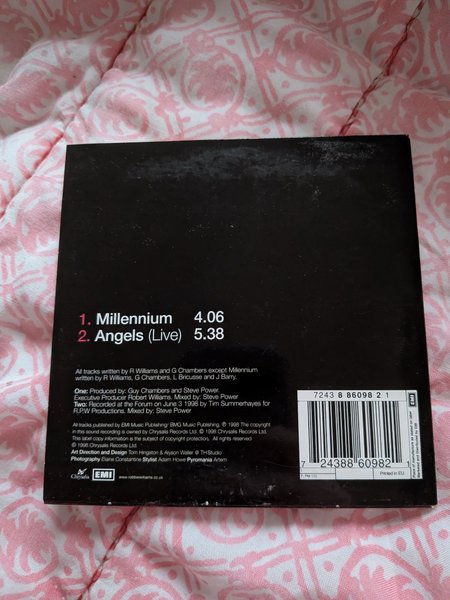 1. Millennium 4.06
2. Angels (Live) 5.38
All tracks written by R Williams and G Chambers except Millennium
written by R Williams, G Chambers, L Bricusse and J Barry.
One: Produced by: Guy Chambers and Steve Power.
Executive Producer Robert Williams. Mixed by: Steve Power
Two: Recorded at the Forum on June 3 1998 by Tim Summerhayes for
R.P.W Productions. Mixed by: Steve Power
All tracks published by EMI Music Publishing/ BMG Music Publishing. ℗ 1998 The copyright
in this sound recording is owned by Chrysalis Records Ltd. © 1998 Chrysalis Records Ltd.
This label copy information is the subject of copyright protection. All rights reserved
© 1998 Chrysalis Records Ltd
Art Direction and Design Tom Hingston & Alyson Waller @ THStudio
Photography Elaine Constantine Stylist Adam Howe Pyromania Artem
Chrysalis EMI www.robbiewilliams.co.uk
7243 8 86098 2 1
7 24388 60982
Printed in EU
EMI